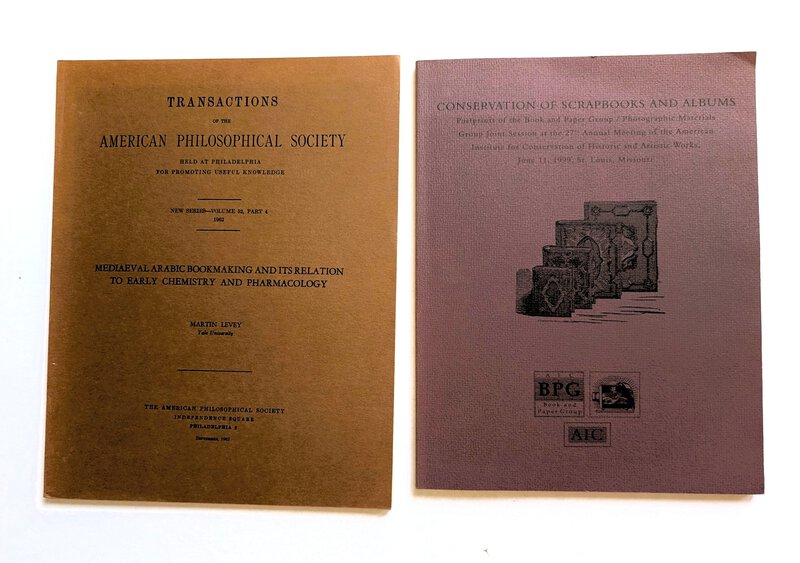 TRANSACTIONS
OF THE
AMERICAN PHILOSOPHICAL SOCIETY
HELD AT PHILADELPHIA
FOR PROMOTING USEFUL KNOWLEDGE
NEW SERIES—VOLUME 52, PART 4
1962
MEDIAEVAL ARABIC BOOKMAKING AND ITS RELATION
TO EARLY CHEMISTRY AND PHARMACOLOGY
MARTIN LEVEY
Yale University
THE AMERICAN PHILOSOPHICAL SOCIETY
INDEPENDENCE SQUARE
PHILADELPHIA 6
SEPTEMBER, 1962
CONSERVATION OF SCRAPBOOKS AND ALBUMS
Postprints of the Book and Paper Group / Photographic Materials
Group Joint Session at the 27th Annual Meeting of the American
Institute for Conservation of Historic and Artistic Works,
June 11, 1999, St. Louis, Missouri
AIC
BPG
Book and
Paper Group
AIC